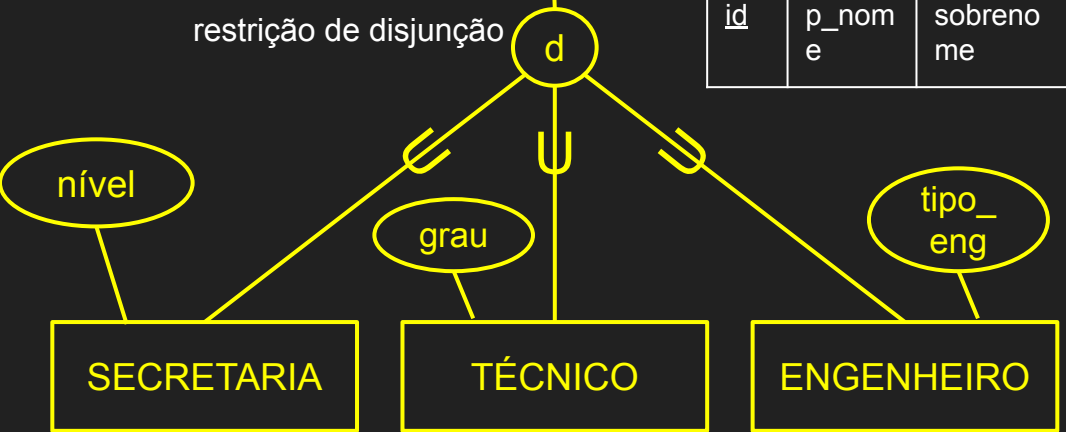 restrição de disjunção
d
id
p_nom
e
sobreno
me
nível
grau
tipo_
eng
SECRETARIA
TÉCNICO
ENGENHEIRO